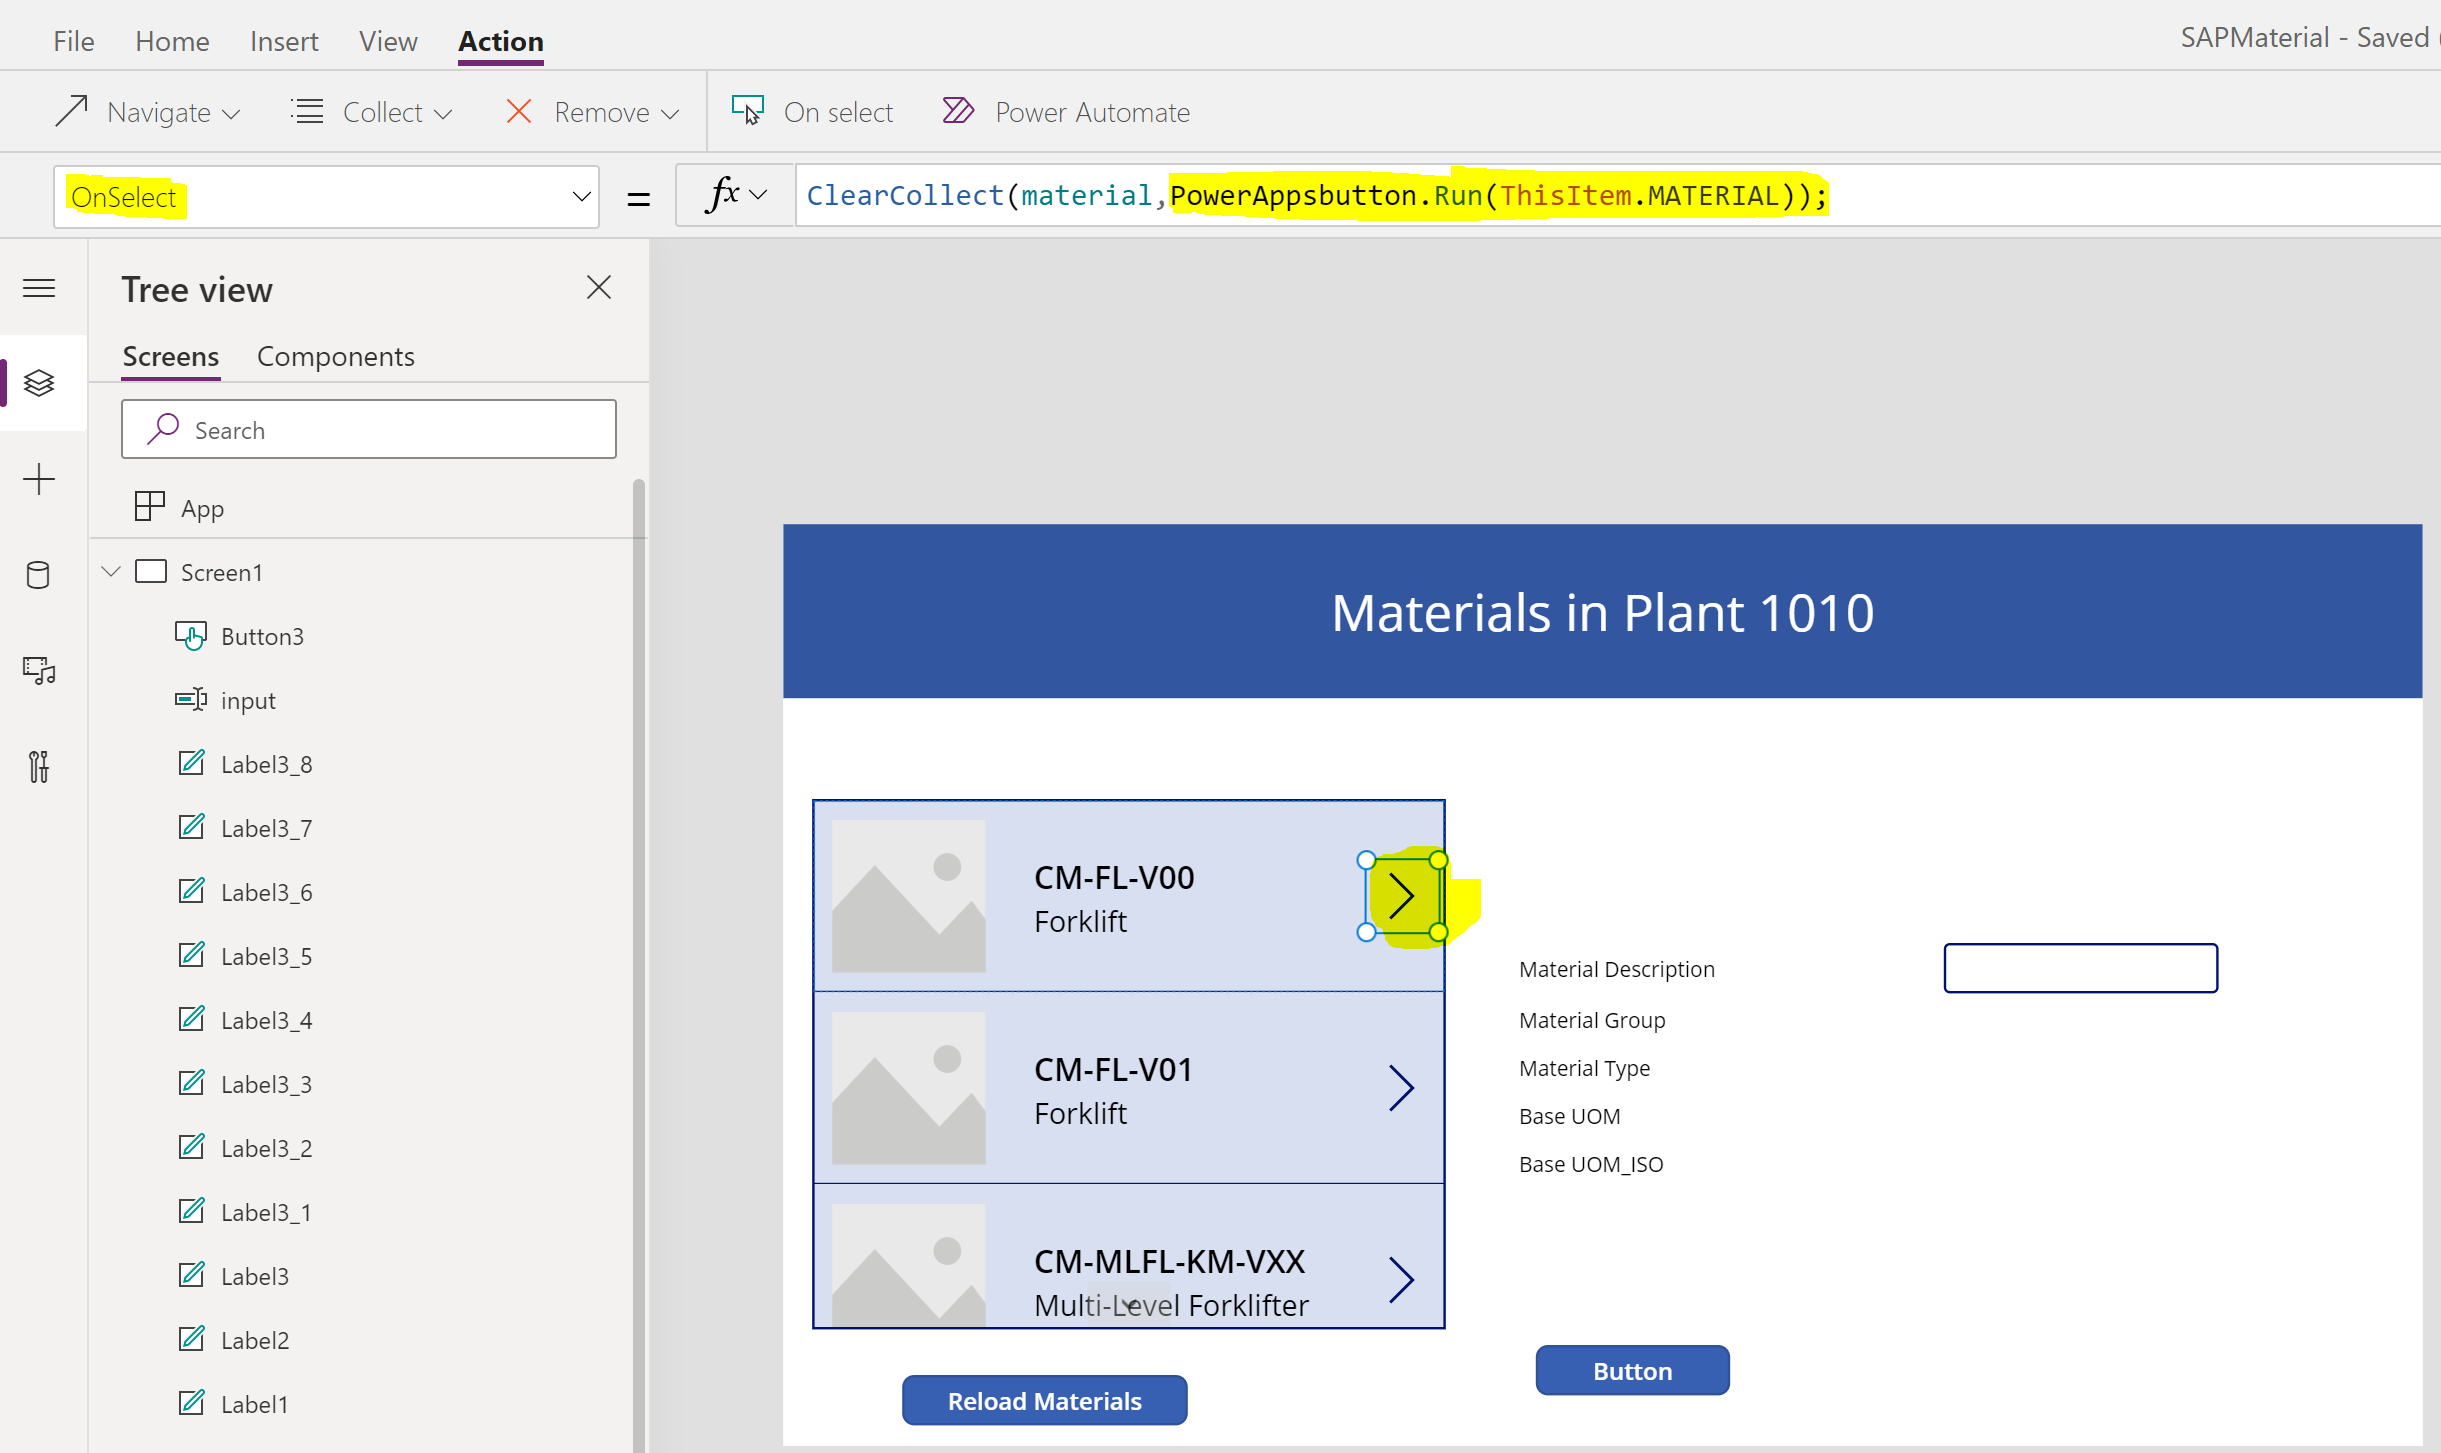 File Home Insert View Action
SAPMaterial - Saved
Navigate Collect Remove On select Power Automate
OnSelect = fx ClearCollect(material,PowerAppsbutton.Run(ThisItem.MATERIAL));
Tree view
Screens Components
Search
App
Screen1
Button3
input
Label3_8
Label3_7
Label3_6
Label3_5
Label3_4
Label3_3
Label3_2
Label3_1
Label3
Label2
Label1
Materials in Plant 1010
CM-FL-V00
Forklift
CM-FL-V01
Forklift
CM-MLFL-KM-VXX
Multi-Level Forklifter
Reload Materials
Material Description
Material Group
Material Type
Base UOM
Base UOM_ISO
Button